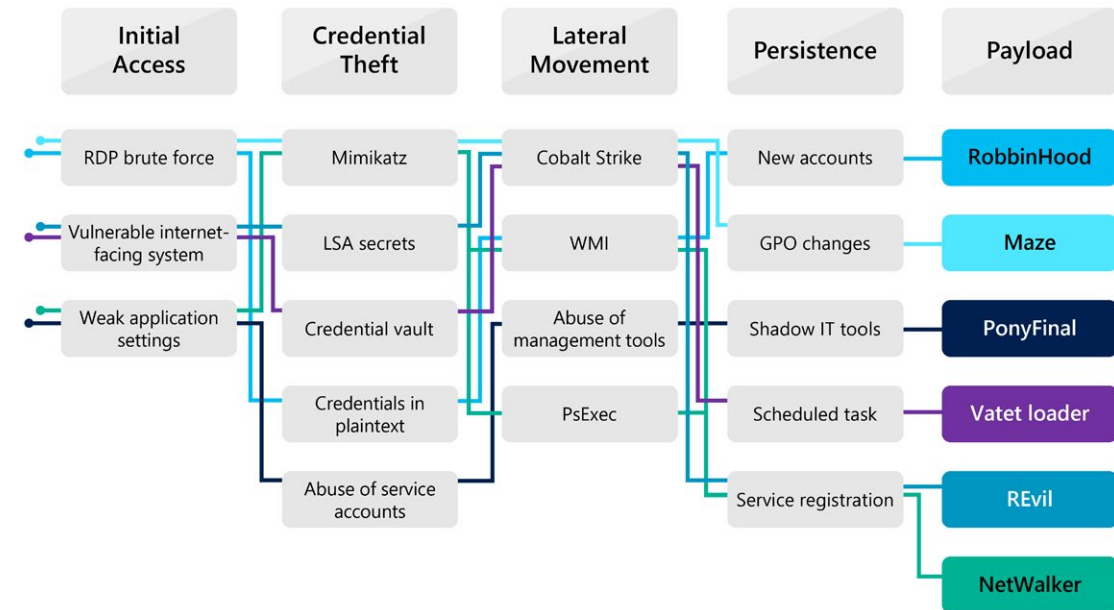 Initial
Access
Credential
Theft
Lateral
Movement
Persistence
Payload
RDP brute force
Mimikatz
Cobalt Strike
New accounts
RobbinHood
Vulnerable internet-
facing system
LSA secrets
WMI
GPO changes
Maze
Weak application
settings
Credential vault
Abuse of
management tools
Shadow IT tools
PonyFinal
Credentials in
plaintext
PsExec
Scheduled task
Vatet loader
Abuse of service
accounts
Service registration
REvil
NetWalker